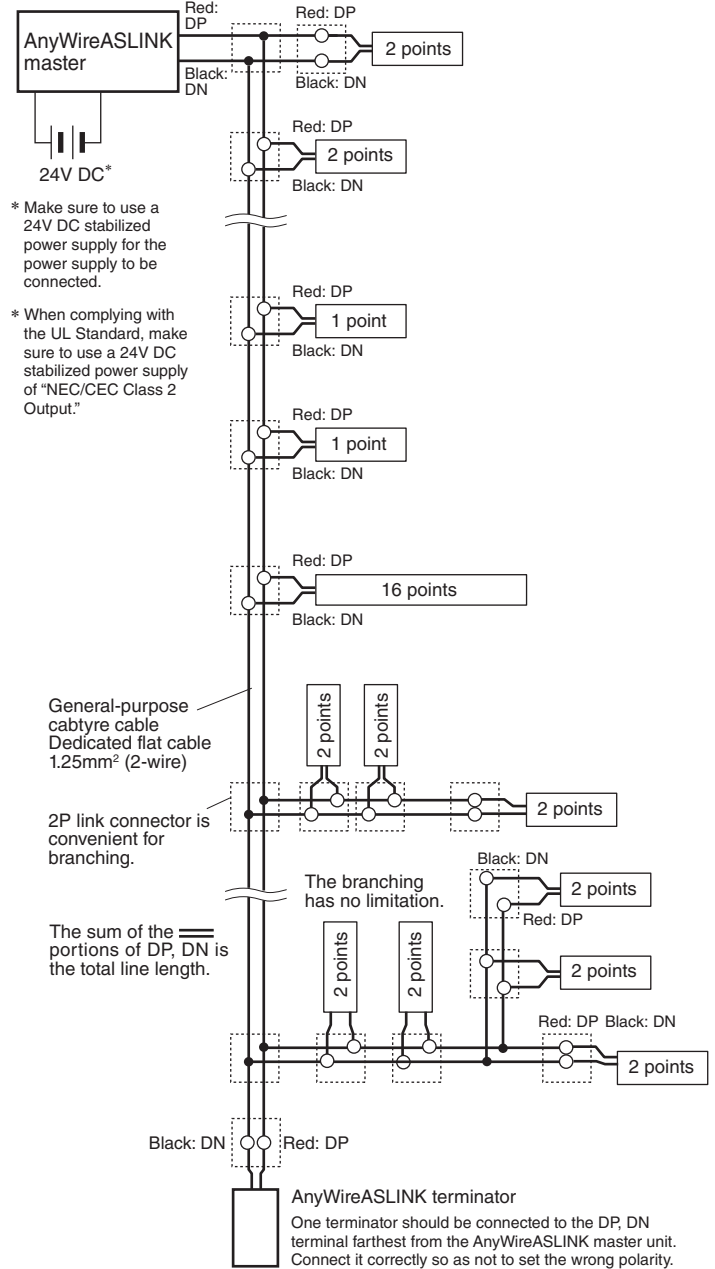 Red:
DP
AnyWireASLINK
master
Black:
DN
Red: DP
2 points
Black: DN
24V DC*
Red: DP
2 points
Black: DN
* Make sure to use a
24V DC stabilized
power supply for the
power supply to be
connected.
* When complying with
the UL Standard, make
sure to use a 24V DC
stabilized power supply
of “NEC/CEC Class 2
Output.”
Red: DP
1 point
Black: DN
Red: DP
1 point
Black: DN
Red: DP
16 points
Black: DN
General-purpose
cabtyre cable
Dedicated flat cable
1.25mm² (2-wire)
2 points
2 points
2 points
2P link connector is
convenient for
branching.
The branching
has no limitation.
Black: DN
2 points
Red: DP
The sum of the
portions of DP, DN is
the total line length.
2 points
2 points
2 points
Red: DP Black: DN
2 points
Black: DN
Red: DP
AnyWireASLINK terminator
One terminator should be connected to the DP, DN
terminal farthest from the AnyWireASLINK master unit.
Connect it correctly so as not to set the wrong polarity.